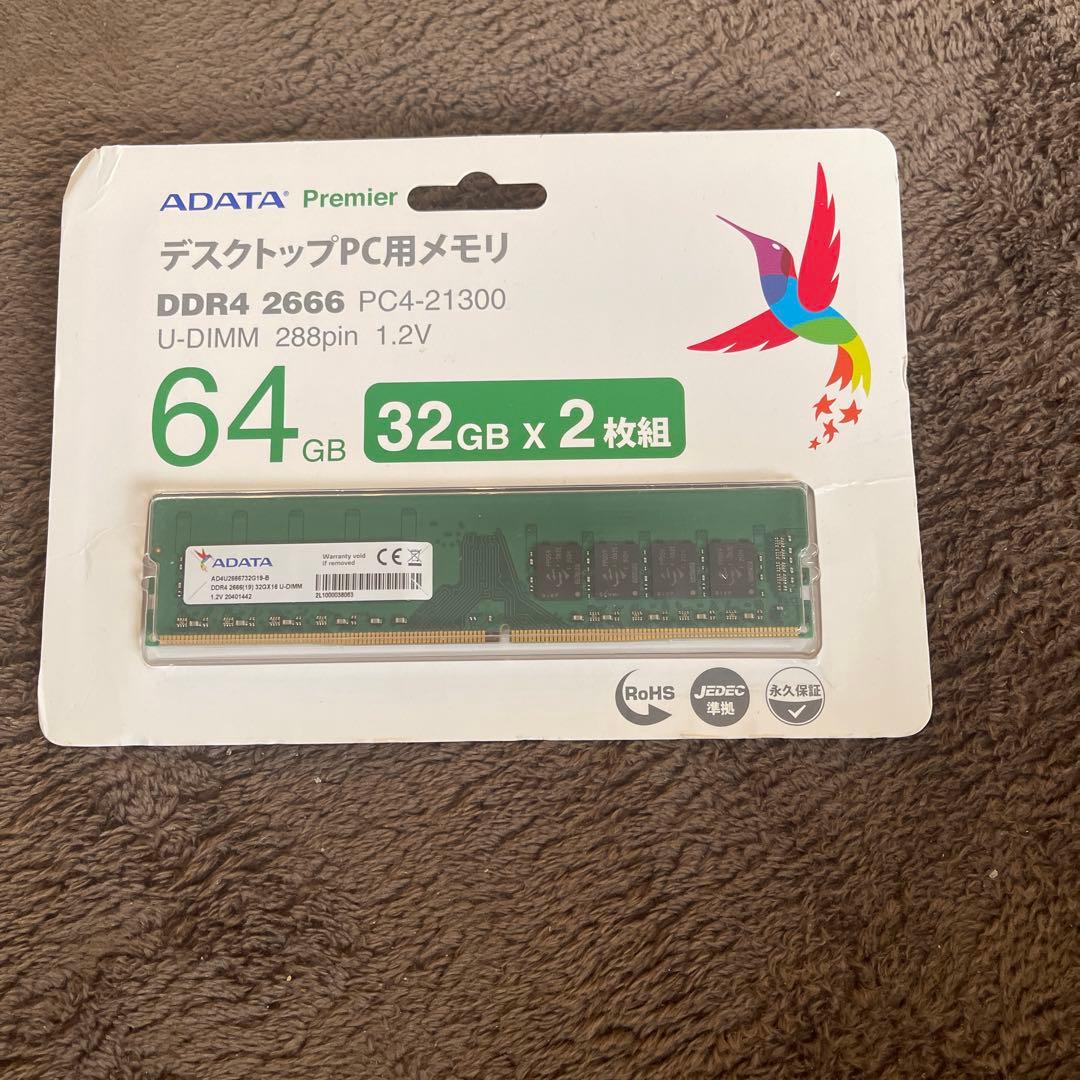 ADATA® Premier
デスクトップPC用メモリ
DDR4 2666 PC4-21300
U-DIMM 288pin 1.2V
64GB 32GB x 2枚組
ADATA
Warranty void
if removed
CE
AD4U2666732G19-B
DDR4 2666(19) 32GX16 U-DIMM
1.2V 20401442
2L1000038063
RoHS
JEDEC
準拠
永久保証